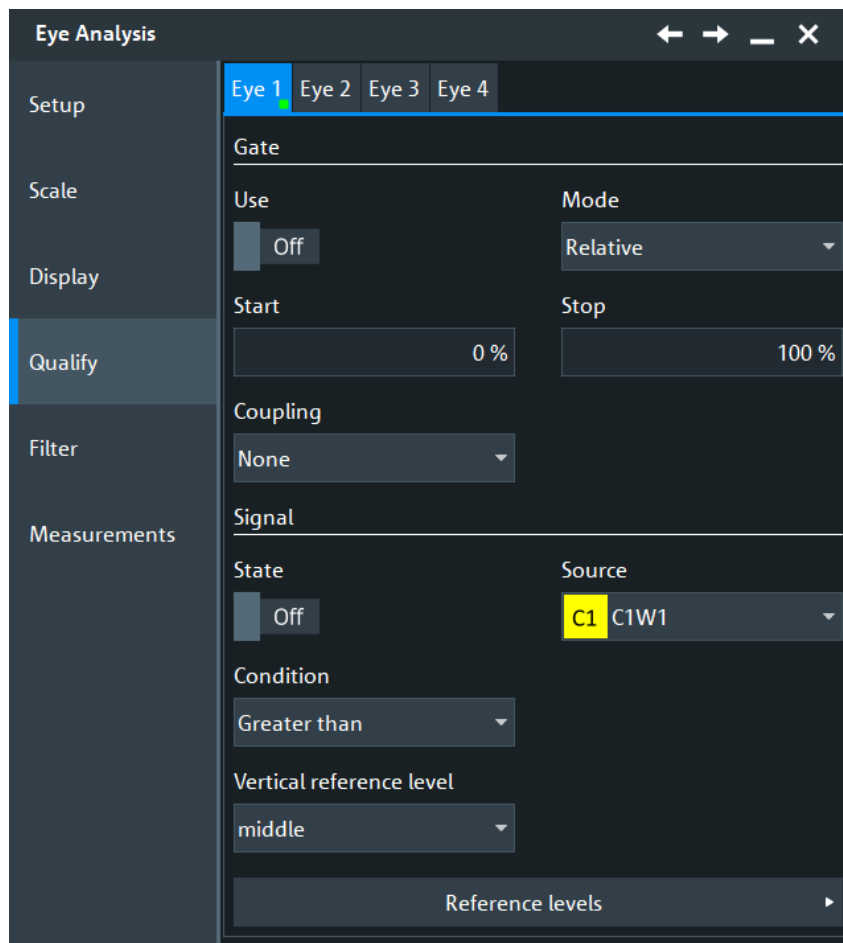 Eye Analysis
Setup
Scale
Display
Qualify
Filter
Measurements
Eye 1 Eye 2 Eye 3 Eye 4
Gate
Use Mode
Off Relative
Start Stop
0 % 100 %
Coupling
None
Signal
State Source
Off C1 C1W1
Condition
Greater than
Vertical reference level
middle
Reference levels